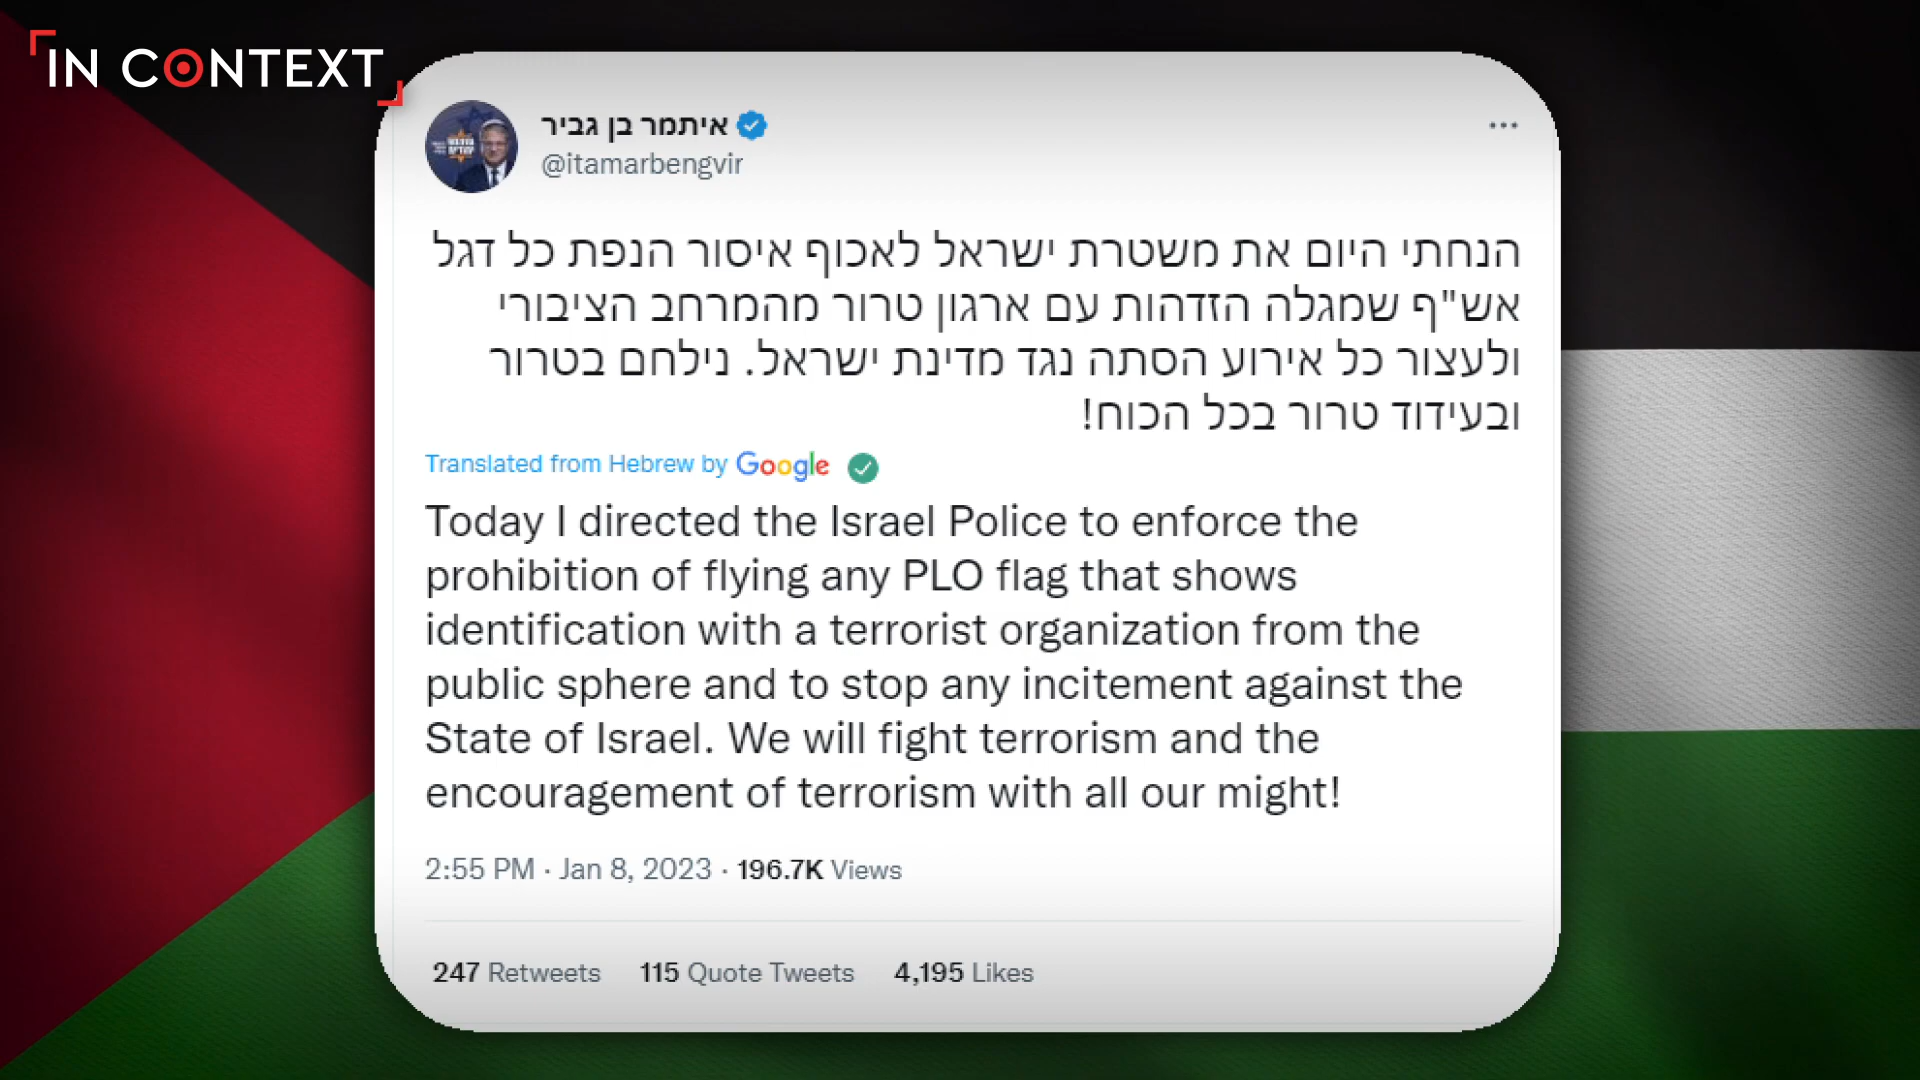 IN CONTEXT
איתמר בן גביר
@itamarbengvir
הנחתי היום את משטרת ישראל לאכוף איסור הנפת כל דגל
אש"ף שמגלה הזדהות עם ארגון טרור מהמרחב הציבורי
ולעצור כל אירוע הסתה נגד מדינת ישראל. נילחם בטרור
ובעידוד טרור בכל הכוח!
Translated from Hebrew by Google
Today I directed the Israel Police to enforce the
prohibition of flying any PLO flag that shows
identification with a terrorist organization from the
public sphere and to stop any incitement against the
State of Israel. We will fight terrorism and the
encouragement of terrorism with all our might!
2:55 PM · Jan 8, 2023 · 196.7K Views
247 Retweets 115 Quote Tweets 4,195 Likes